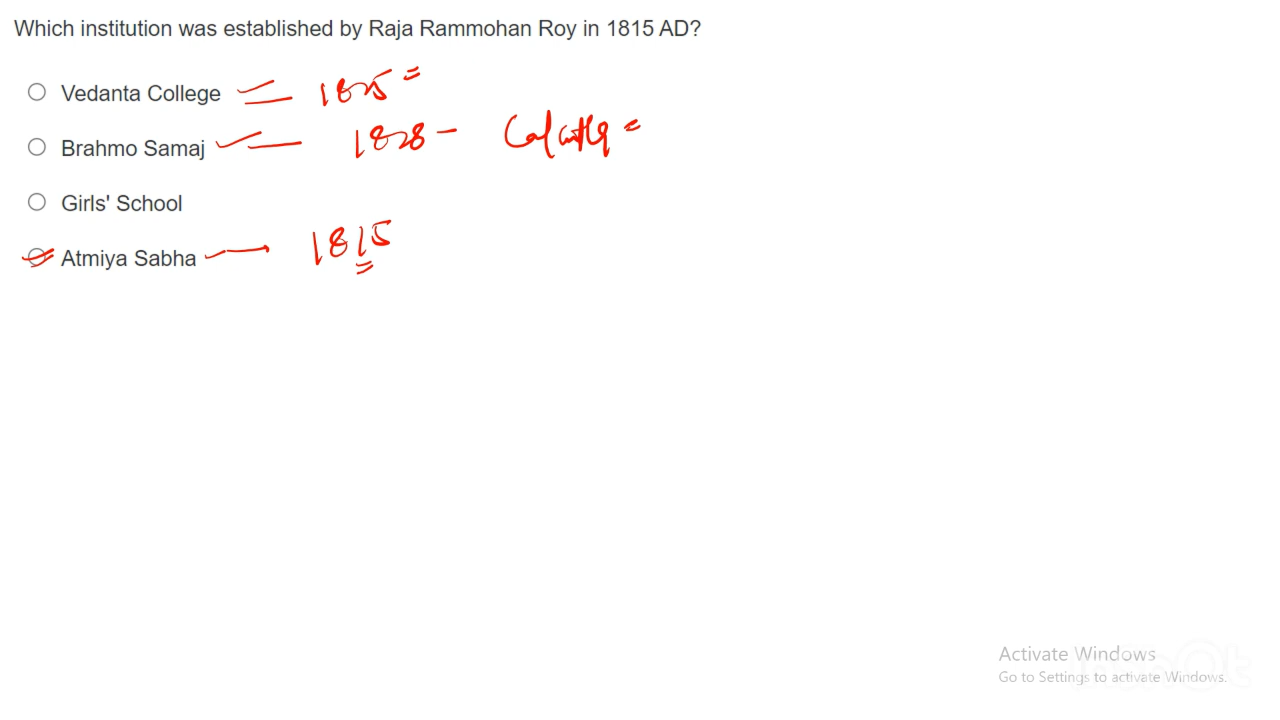 Which institution was established by Raja Rammohan Roy in 1815 AD?
Vedanta College 1825
Brahmo Samaj 1828 -
Girls' School
Atmiya Sabha 1815
Activate Windows
Go to Settings to activate Windows.